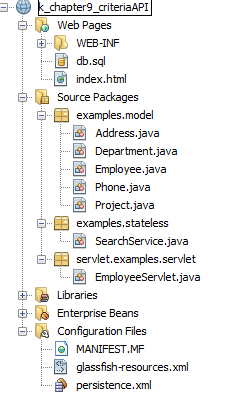 k_chapter9_criteriaAPI
Web Pages
WEB-INF
db.sql
index.html
Source Packages
examples.model
Address.java
Department.java
Employee.java
Phone.java
Project.java
examples.stateless
SearchService.java
servlet.examples.servlet
EmployeeServlet.java
Libraries
Enterprise Beans
Configuration Files
MANIFEST.MF
glassfish-resources.xml
persistence.xml